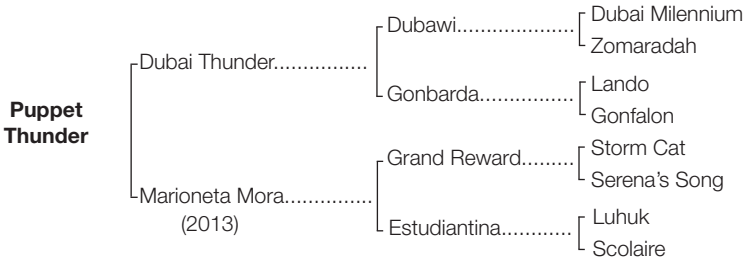 Dubawi....................
Dubai Milennium
Zomaradah
Dubai Thunder................
Gonbarda................
Lando
Gonfalon
Puppet
Thunder
Grand Reward.........
Storm Cat
Serena's Song
Marioneta Mora...............
(2013)
Estudiantina............
Luhuk
Scolaire